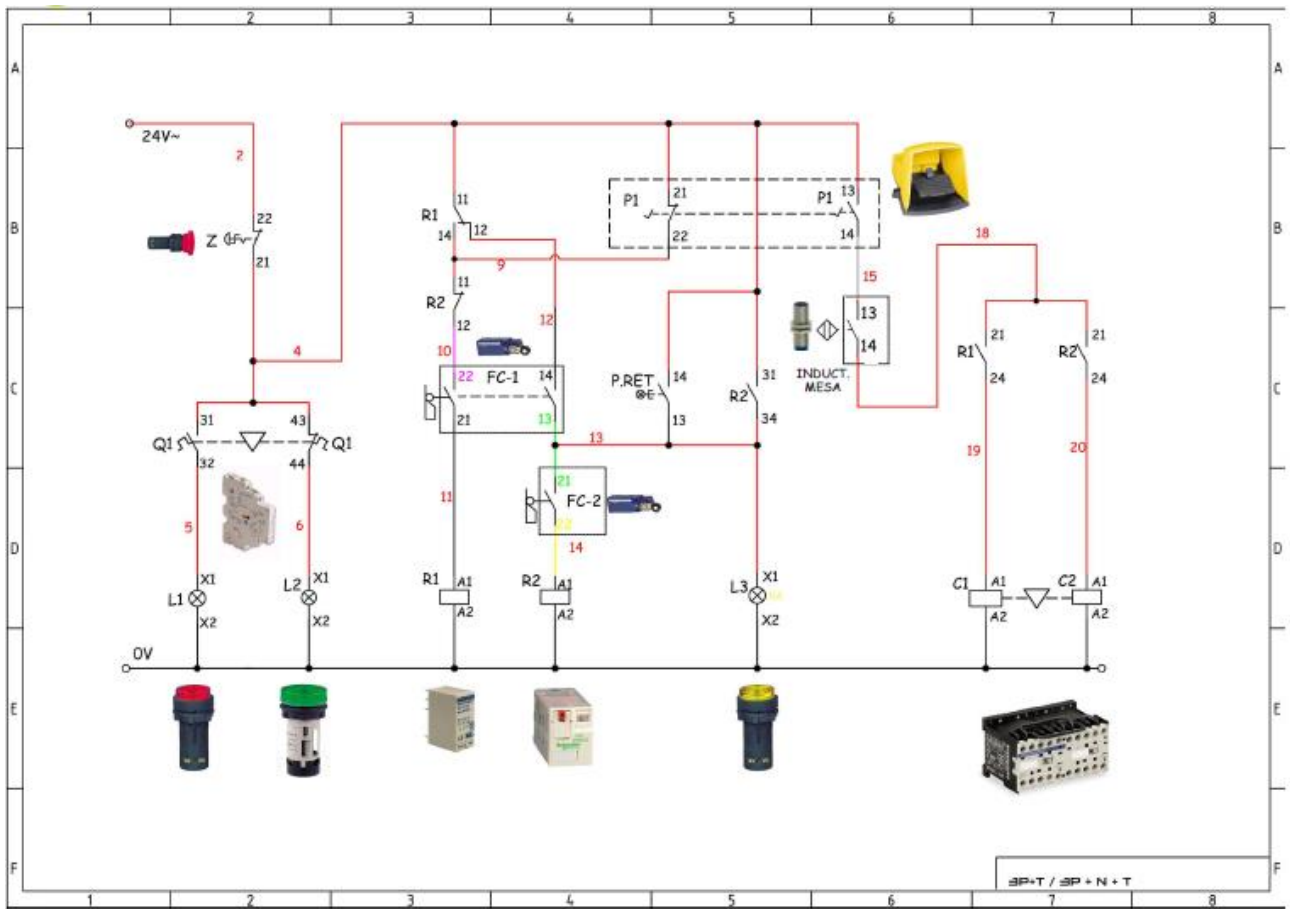 1 2 3 4 5 6 7 8
A A
24V~
2
11
P1 21 P1 13
22
R1
12
14
22 14
B Z B
21
9
18
15
11
R2
12
12
13
14
INDUCT.
MESA
21 21
R1 R2
24 24
4
10
22 FC-1 14
21 13
P.RET 14
13
31
R2
34
C C
31 43
Q1 Q1
32 44
13
19 20
21
FC-2
22
11
14
5 6
D D
X1 X1
L1 L2
X2 X2
R1 A1
A2
R2 A1
A2
X1
L3
X2
C1 A1
A2
C2 A1
A2
0V
E E
F F
3P+T / 3P + N + T
1 2 3 4 5 6 7 8